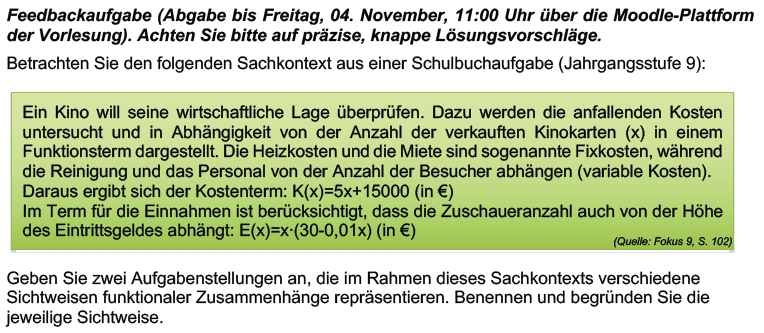 Feedbackaufgabe (Abgabe bis Freitag, 04. November, 11:00 Uhr über die Moodle-Plattform
der Vorlesung). Achten Sie bitte auf präzise, knappe Lösungsvorschläge.
Betrachten Sie den folgenden Sachkontext aus einer Schulbuchaufgabe (Jahrgangsstufe 9):
Ein Kino will seine wirtschaftliche Lage überprüfen. Dazu werden die anfallenden Kosten
untersucht und in Abhängigkeit von der Anzahl der verkauften Kinokarten (x) in einem
Funktionsterm dargestellt. Die Heizkosten und die Miete sind sogenannte Fixkosten, während
die Reinigung und das Personal von der Anzahl der Besucher abhängen (variable Kosten).
Daraus ergibt sich der Kostenterm: K(x)=5x+15000 (in €)
Im Term für die Einnahmen ist berücksichtigt, dass die Zuschaueranzahl auch von der Höhe
des Eintrittsgeldes abhängt: E(x)=x·(30-0,01x) (in €)
(Quelle: Fokus 9, S. 102)
Geben Sie zwei Aufgabenstellungen an, die im Rahmen dieses Sachkontexts verschiedene
Sichtweisen funktionaler Zusammenhänge repräsentieren. Benennen und begründen Sie die
jeweilige Sichtweise.